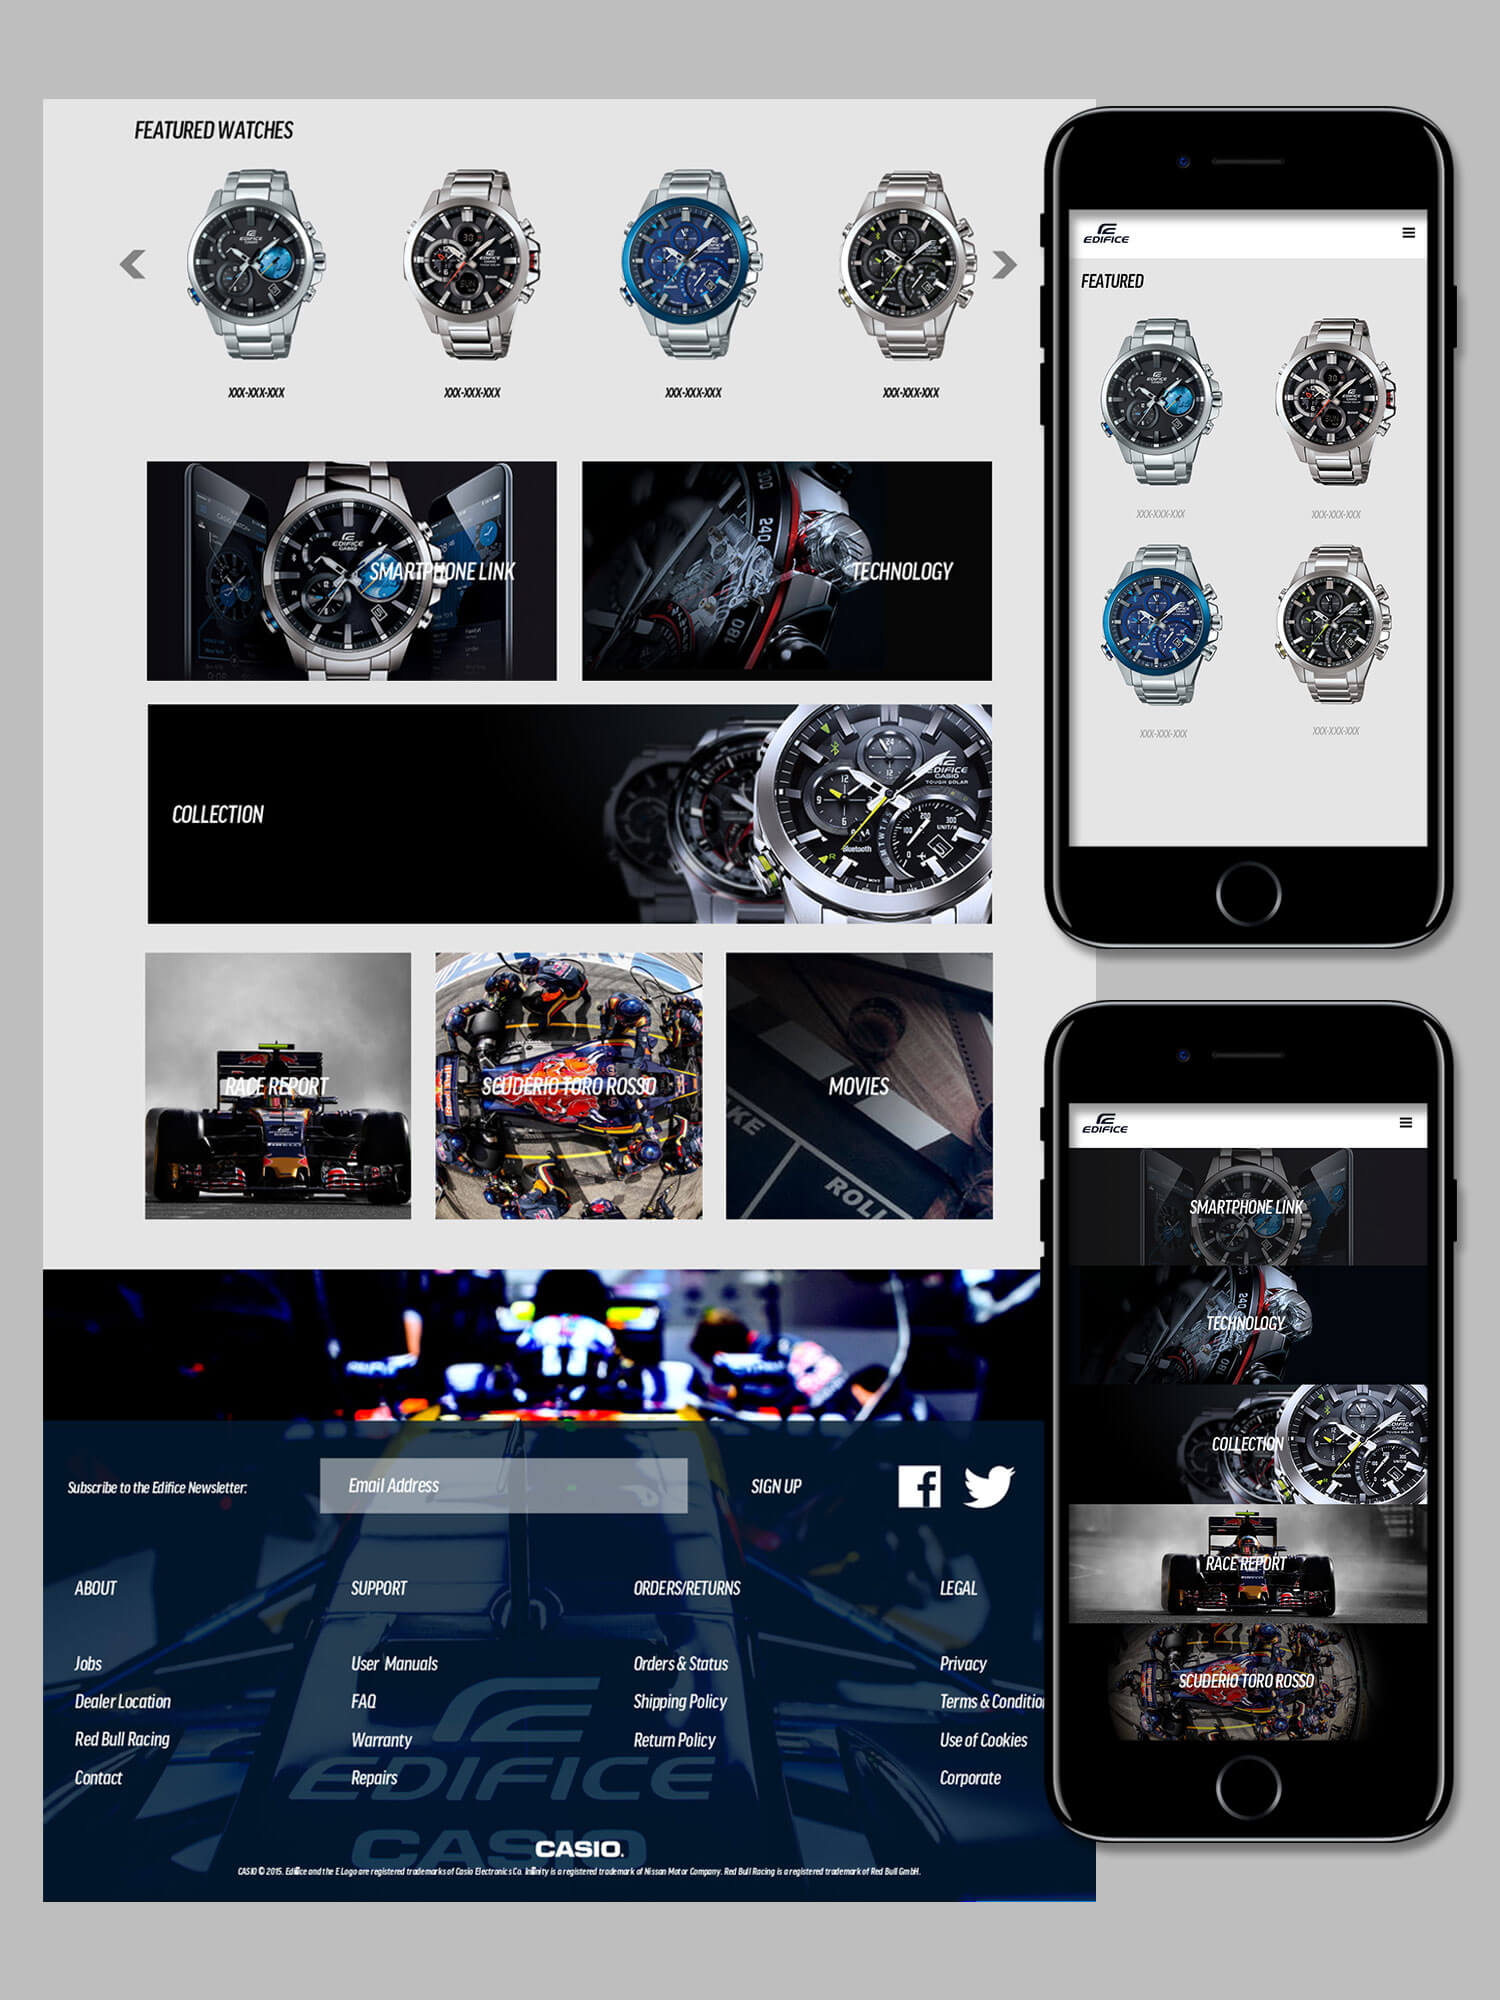 FEATURED WATCHES
XXX-XXX-XXX
XXX-XXX-XXX
XXX-XXX-XXX
XXX-XXX-XXX
SMARTPHONE LINK
TECHNOLOGY
COLLECTION
RACE REPORT
SCUDERIO TORO ROSSO
MOVIES
Subscribe to the Edifice Newsletter:
Email Address
SIGN UP
ABOUT
Jobs
Dealer Location
Red Bull Racing
Contact
SUPPORT
User Manuals
FAQ
Warranty
Repairs
ORDERS/RETURNS
Orders & Status
Shipping Policy
Return Policy
LEGAL
Privacy
Terms & Conditio
Use of Cookies
Corporate
EDIFICE
CASIO
CASIO.
CASIO © 2015. Edifice and the E Logo are registered trademarks of Casio Electronics Co. Infinity is a registered trademark of Nissan Motor Company. Red Bull Racing is a registered trademark of Red Bull GmbH.
EDIFICE
FEATURED
XXX-XXX-XXX
XXX-XXX-XXX
XXX-XXX-XXX
XXX-XXX-XXX
EDIFICE
SMARTPHONE LINK
TECHNOLOGY
COLLECTION
RACE REPORT
SCUDERIO TORO ROSSO